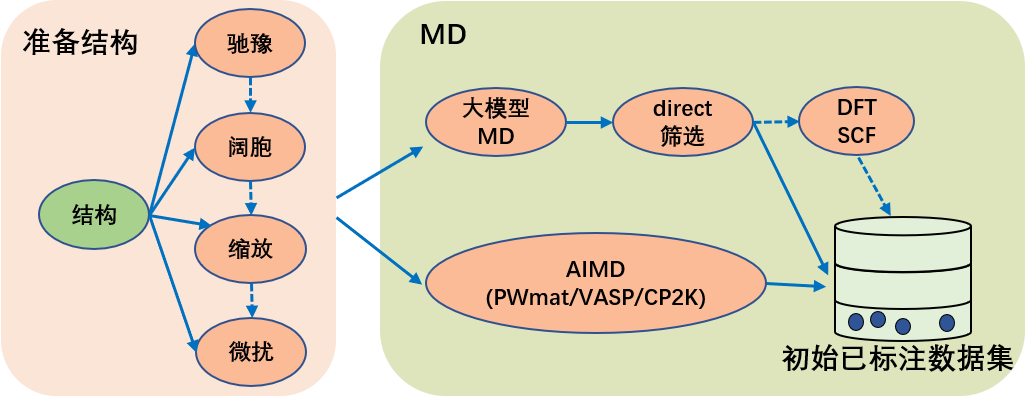 准备结构
驰豫
阔胞
结构
缩放
微扰
MD
大模型
MD
direct
筛选
DFT
SCF
AIMD
(PWmat/VASP/CP2K)
初始已标注数据集